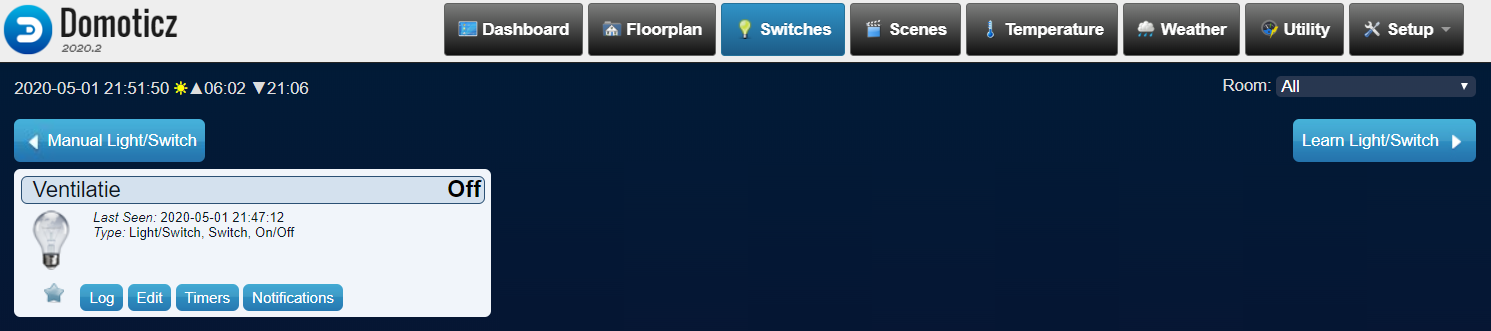 Domoticz
2020.2
Dashboard Floorplan Switches Scenes Temperature Weather Utility Setup
2020-05-01 21:51:50 ☀▲06:02 ▼21:06 Room: All
Manual Light/Switch Learn Light/Switch
Ventilatie Off
Last Seen: 2020-05-01 21:47:12
Type: Light/Switch, Switch, On/Off
Log Edit Timers Notifications